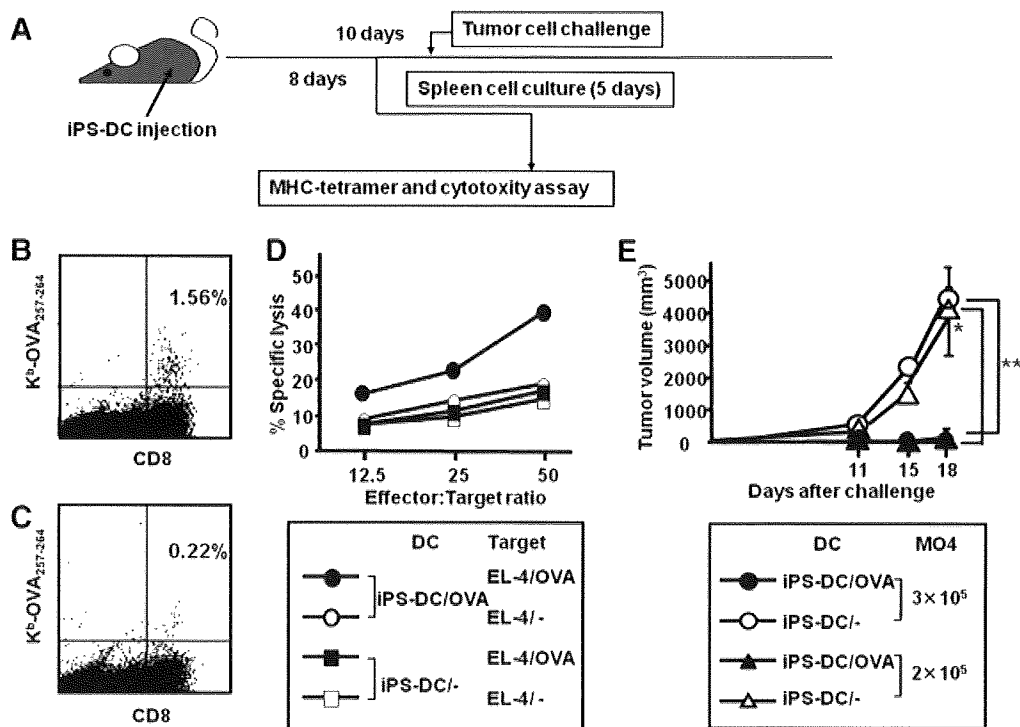 A
10 days
Tumor cell challenge
8 days
Spleen cell culture (5 days)
iPS-DC injection
MHC-tetramer and cytotoxity assay
B
1.56%
Kᵇ-OVA₂₅₇₋₂₆₄
CD8
C
0.22%
Kᵇ-OVA₂₅₇₋₂₆₄
CD8
D
% Specific lysis
50
40
30
20
10
0
12.5 25 50
Effector:Target ratio
DC Target
iPS-DC/OVA
EL-4/OVA
EL-4/-
iPS-DC/-
EL-4/OVA
EL-4/-
E
Tumor volume (mm³)
5000
4000
3000
2000
1000
0
*
**
11 15 18
Days after challenge
DC MO4
iPS-DC/OVA
iPS-DC/-
3×10⁵
iPS-DC/OVA
iPS-DC/-
2×10⁵